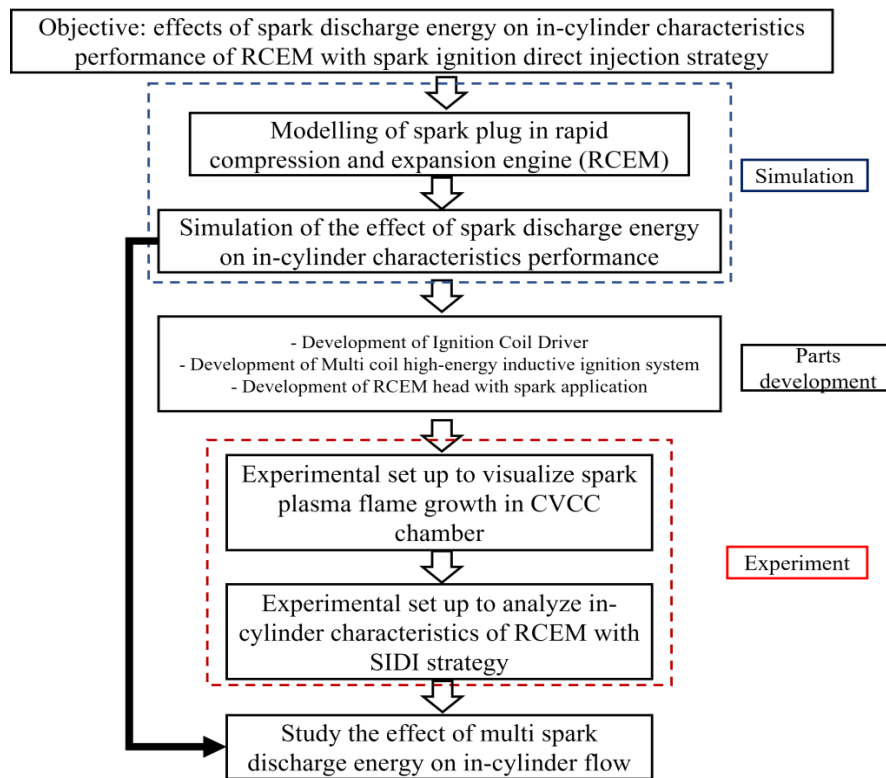 Objective: effects of spark discharge energy on in-cylinder characteristics
performance of RCEM with spark ignition direct injection strategy
Modelling of spark plug in rapid
compression and expansion engine (RCEM)
Simulation
Simulation of the effect of spark discharge energy
on in-cylinder characteristics performance
- Development of Ignition Coil Driver
- Development of Multi coil high-energy inductive ignition system
- Development of RCEM head with spark application
Parts
development
Experimental set up to visualize spark
plasma flame growth in CVCC
chamber
Experiment
Experimental set up to analyze in-
cylinder characteristics of RCEM with
SIDI strategy
Study the effect of multi spark
discharge energy on in-cylinder flow